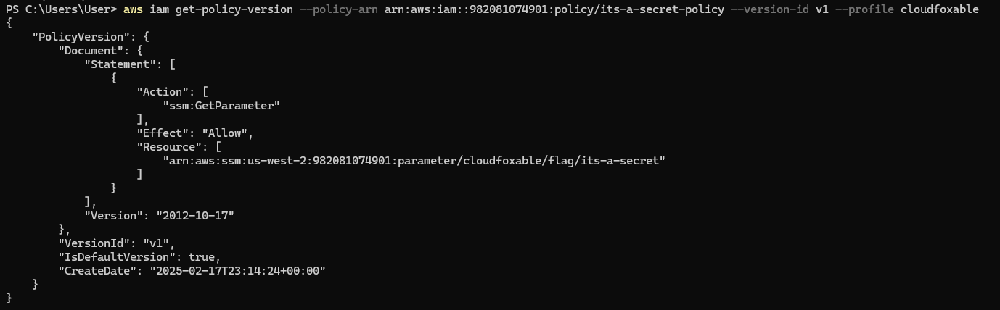 PS C:\Users\User> aws iam get-policy-version --policy-arn arn:aws:iam::982081074901:policy/its-a-secret-policy --version-id v1 --profile cloudfoxable
{
    "PolicyVersion": {
        "Document": {
            "Statement": [
                {
                    "Action": [
                        "ssm:GetParameter"
                    ],
                    "Effect": "Allow",
                    "Resource": [
                        "arn:aws:ssm:us-west-2:982081074901:parameter/cloudfoxable/flag/its-a-secret"
                    ]
                }
            ],
            "Version": "2012-10-17"
        },
        "VersionId": "v1",
        "IsDefaultVersion": true,
        "CreateDate": "2025-02-17T23:14:24+00:00"
    }
}